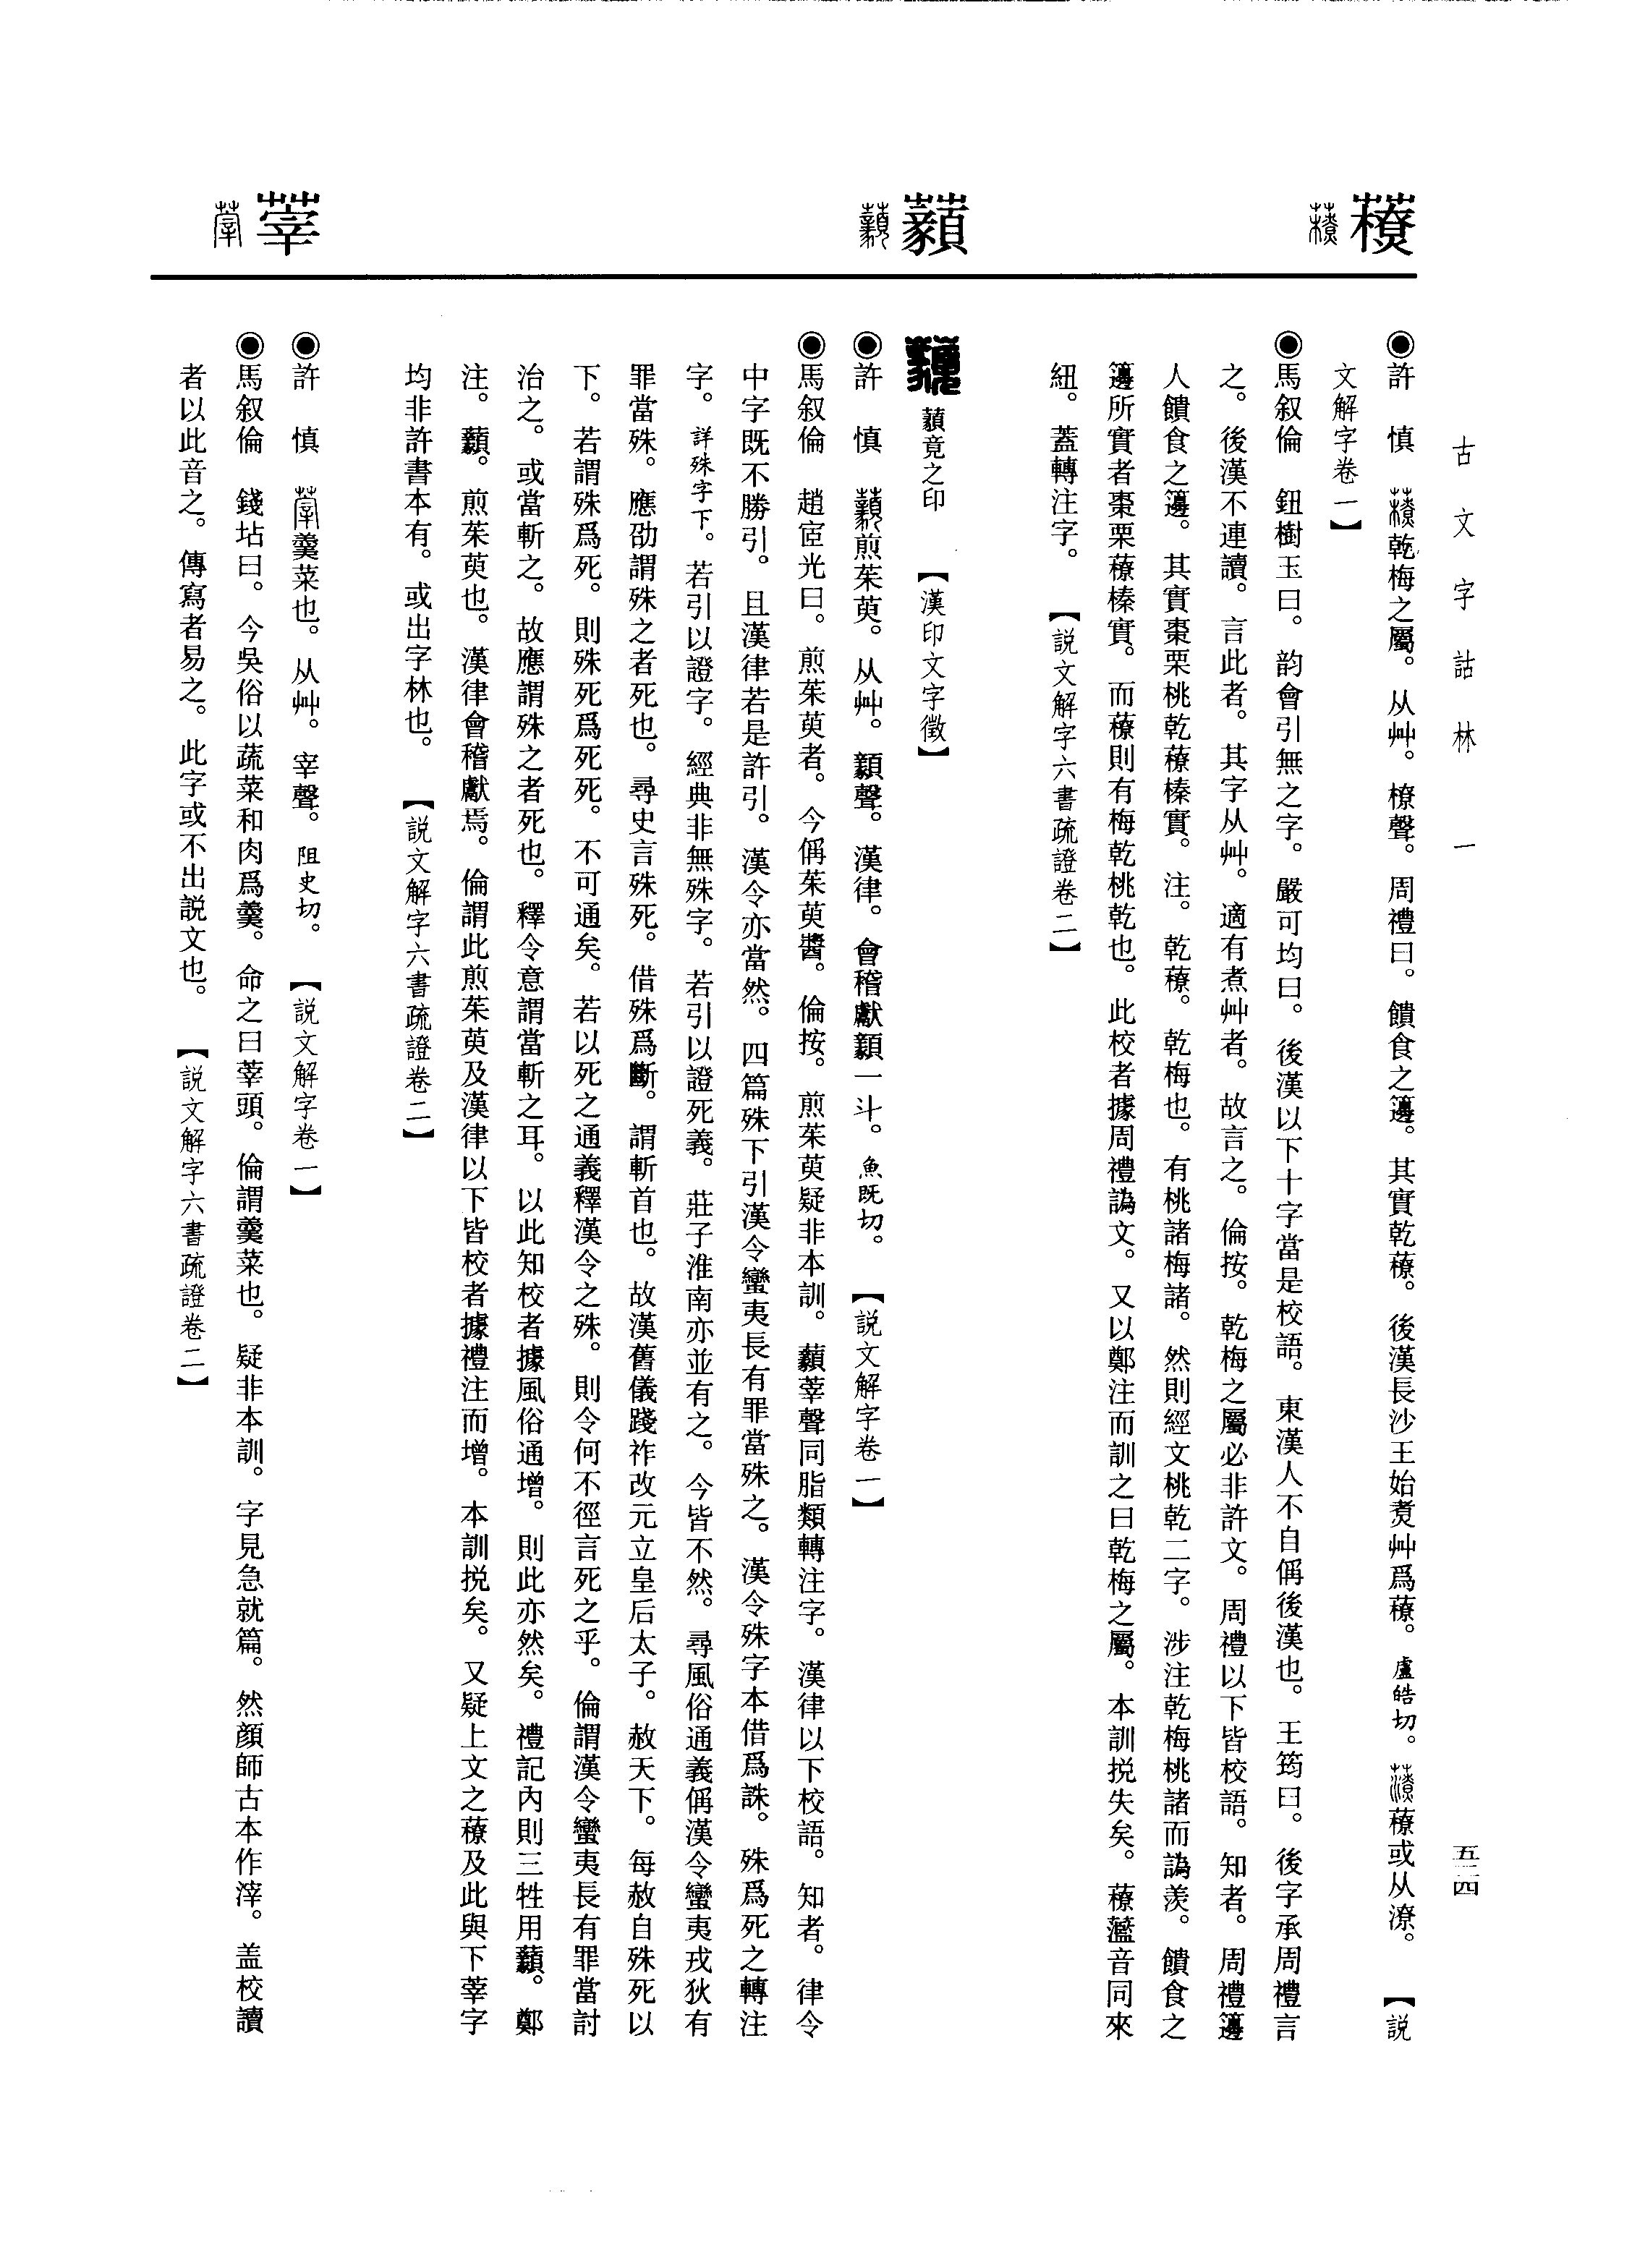 古文字詁林 一
五二四
䕩
◉許 慎 䕩乾梅之屬。从艸。橑聲。周禮曰。饋食之籩。其實乾䕩。後漢長沙王始煑艸爲䕩。盧皓切。䕩或从潦。 【説
文解字卷一】
◉馬叙倫 鈕樹玉曰。韵會引無之字。嚴可均曰。後漢以下十字當是校語。東漢人不自偁後漢也。王筠曰。後字承周禮言
之。後漢不連讀。言此者。其字从艸。適有煮艸者。故言之。倫按。乾梅之屬必非許文。周禮以下皆校語。知者。周禮籩
人饋食之籩。其實棗栗桃乾䕩榛實。注。乾䕩。乾梅也。有桃諸梅諸。然則經文桃乾二字。涉注乾梅桃諸而譌羡。饋食之
籩所實者棗栗䕩榛實。而䕩則有梅乾桃乾也。此校者據周禮譌文。又以鄭注而訓之曰乾梅之屬。本訓挩失矣。䕩濫音同來
紐。蓋轉注字。 【説文解字六書疏證卷二】
藙
藙竟之印 【漢印文字徵】
◉許 慎 藙煎茱萸。从艸。䫥聲。漢律。會稽獻藙一斗。魚既切。 【説文解字卷一】
◉馬叙倫 趙宧光曰。煎茱萸者。今偁茱萸醬。倫按。煎茱萸疑非本訓。藙莘聲同脂類轉注字。漢律以下校語。知者。律令
中字既不勝引。且漢律若是許引。漢令亦當然。四篇殊下引漢令蠻夷長有罪當殊之。漢令殊字本借爲誅。殊爲死之轉注
字。詳殊字下。若引以證字。經典非無殊字。若引以證死義。莊子淮南亦並有之。今皆不然。尋風俗通義偁漢令蠻夷戎狄有
罪當殊。應劭謂殊之者死也。尋史言殊死。借殊爲斷。謂斬首也。故漢舊儀踐祚改元立皇后太子。赦天下。每赦自殊死以
下。若謂殊爲死。則殊死爲死死。不可通矣。若以死之通義釋漢令之殊。則令何不徑言死之乎。倫謂漢令蠻夷長有罪當討
治之。或當斬之。故應謂殊之者死也。釋令意謂當斬之耳。以此知校者據風俗通增。則此亦然矣。禮記內則三牲用藙。鄭
注。藙。煎茱萸也。漢律會稽獻焉。倫謂此煎茱萸及漢律以下皆校者據禮注而增。本訓挩矣。又疑上文之䕩及此與下莘字
均非許書本有。或出字林也。 【説文解字六書疏證卷二】
𦵔
◉許 慎 羹菜也。从艸。宰聲。阻史切。 【説文解字卷一】
◉馬叙倫 錢坫曰。今吳俗以蔬菜和肉爲羹。命之曰莘頭。倫謂羹菜也。疑非本訓。字見急就篇。然顔師古本作滓。盖校讀
者以此音之。傳寫者易之。此字或不出説文也。 【説文解字六書疏證卷二】